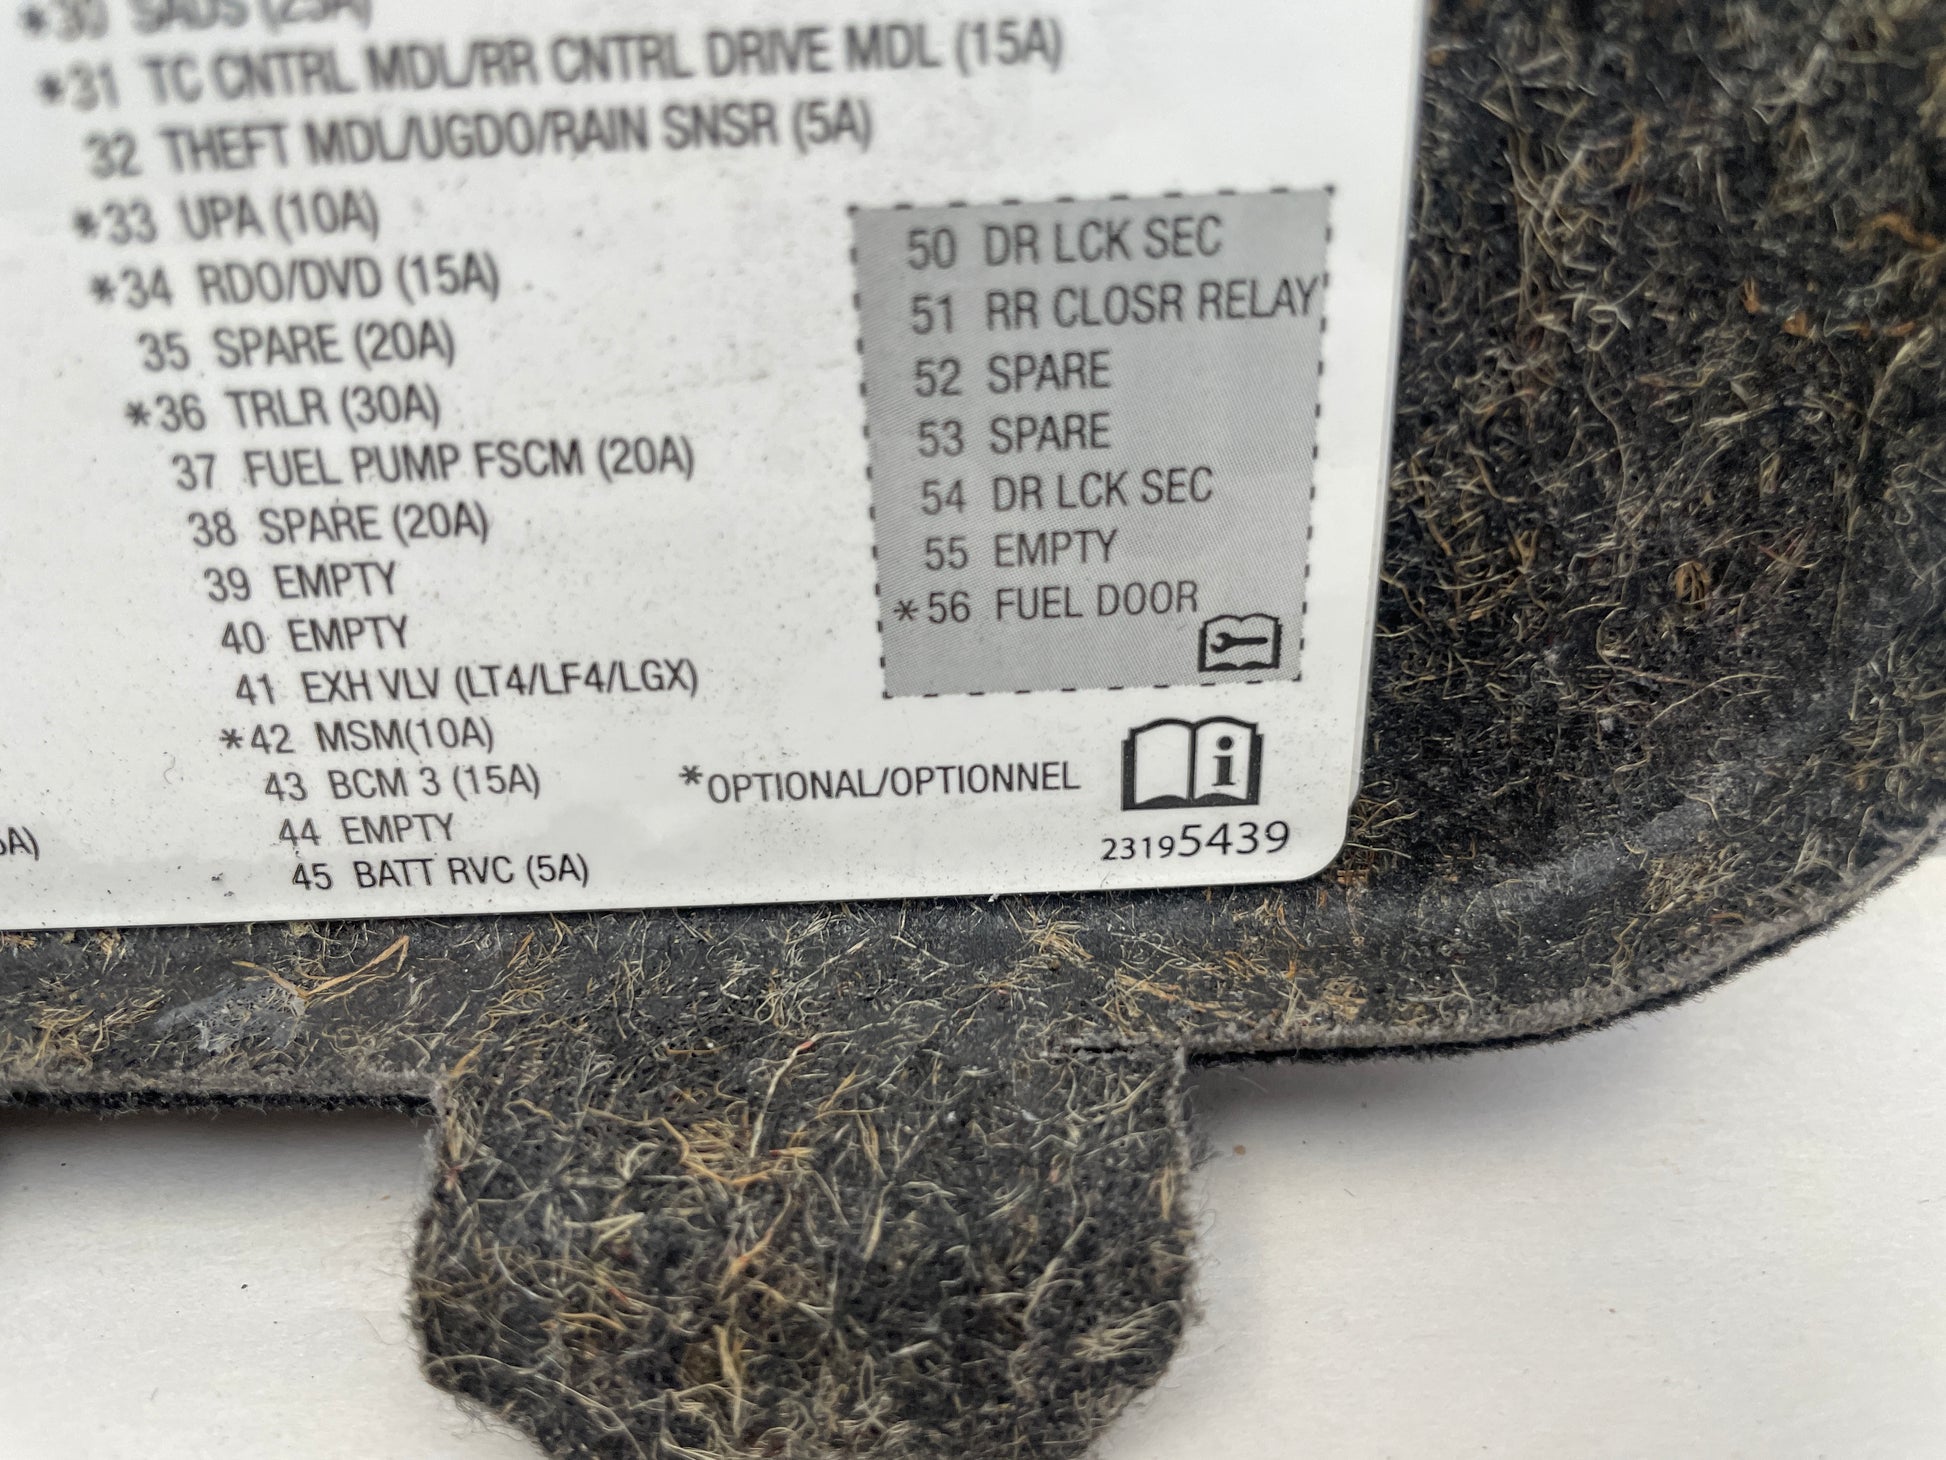 *30 SADS (25A)
*31 TC CNTRL MDL/RR CNTRL DRIVE MDL (15A)
32 THEFT MDL/UGDO/RAIN SNSR (5A)
*33 UPA (10A)
*34 RDO/DVD (15A)
35 SPARE (20A)
*36 TRLR (30A)
37 FUEL PUMP FSCM (20A)
38 SPARE (20A)
39 EMPTY
40 EMPTY
41 EXH VLV (LT4/LF4/LGX)
*42 MSM(10A)
43 BCM 3 (15A)
44 EMPTY
45 BATT RVC (5A)
50 DR LCK SEC
51 RR CLOSR RELAY
52 SPARE
53 SPARE
54 DR LCK SEC
55 EMPTY
*56 FUEL DOOR
*OPTIONAL/OPTIONNEL
i
23195439